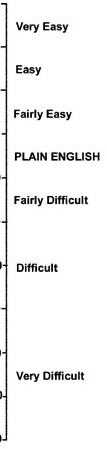 Very Easy
Easy
Fairly Easy
PLAIN ENGLISH
Fairly Difficult
Difficult
Very Difficult